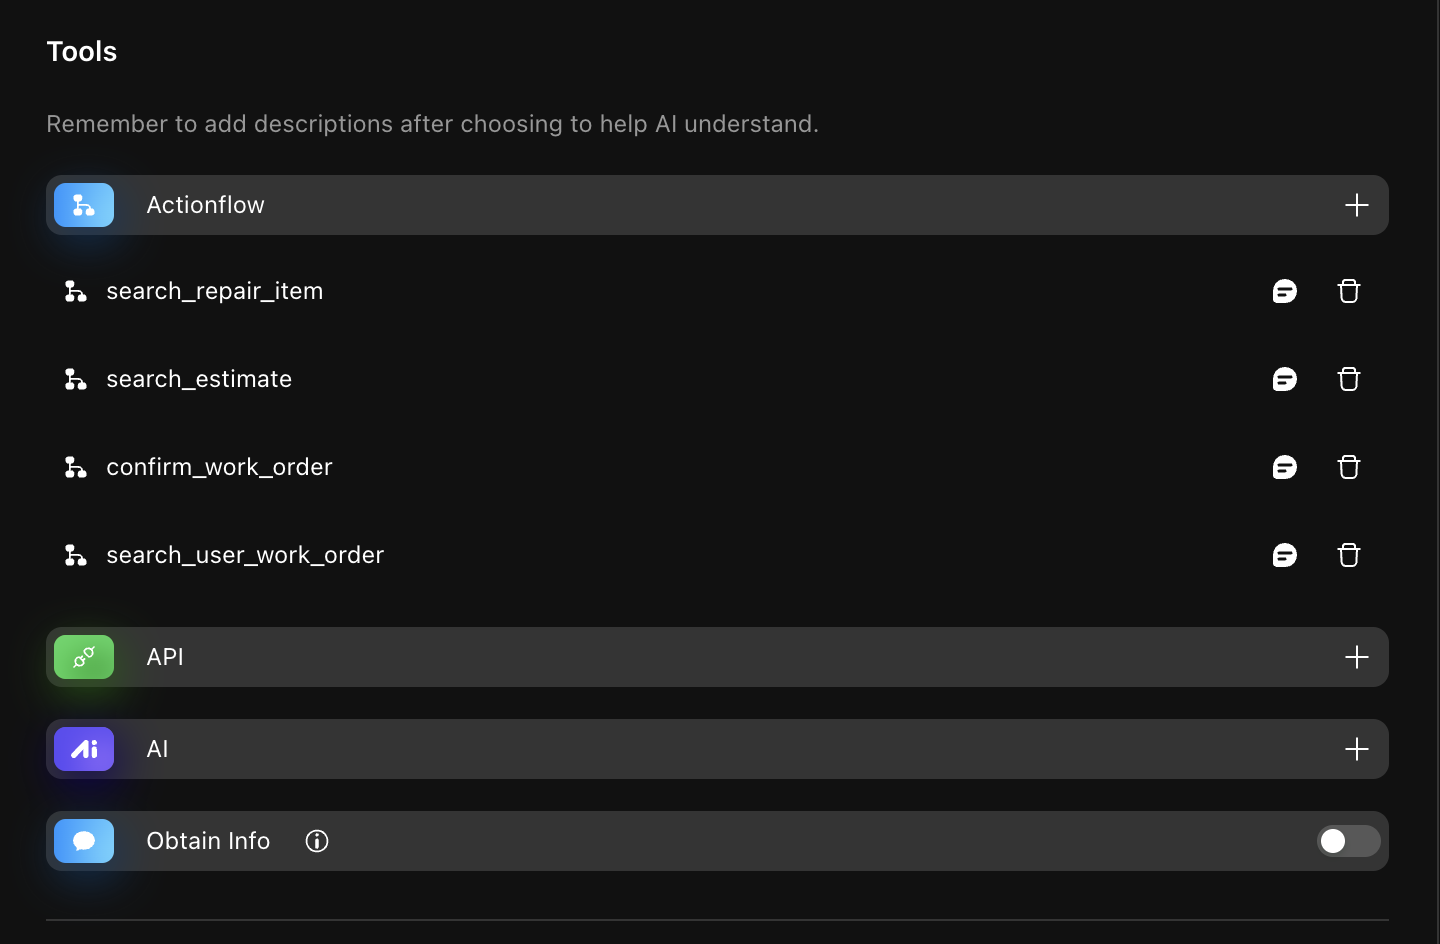 Tools
Remember to add descriptions after choosing to help AI understand.
Actionflow
search_repair_item
search_estimate
confirm_work_order
search_user_work_order
API
Ai AI
Obtain Info